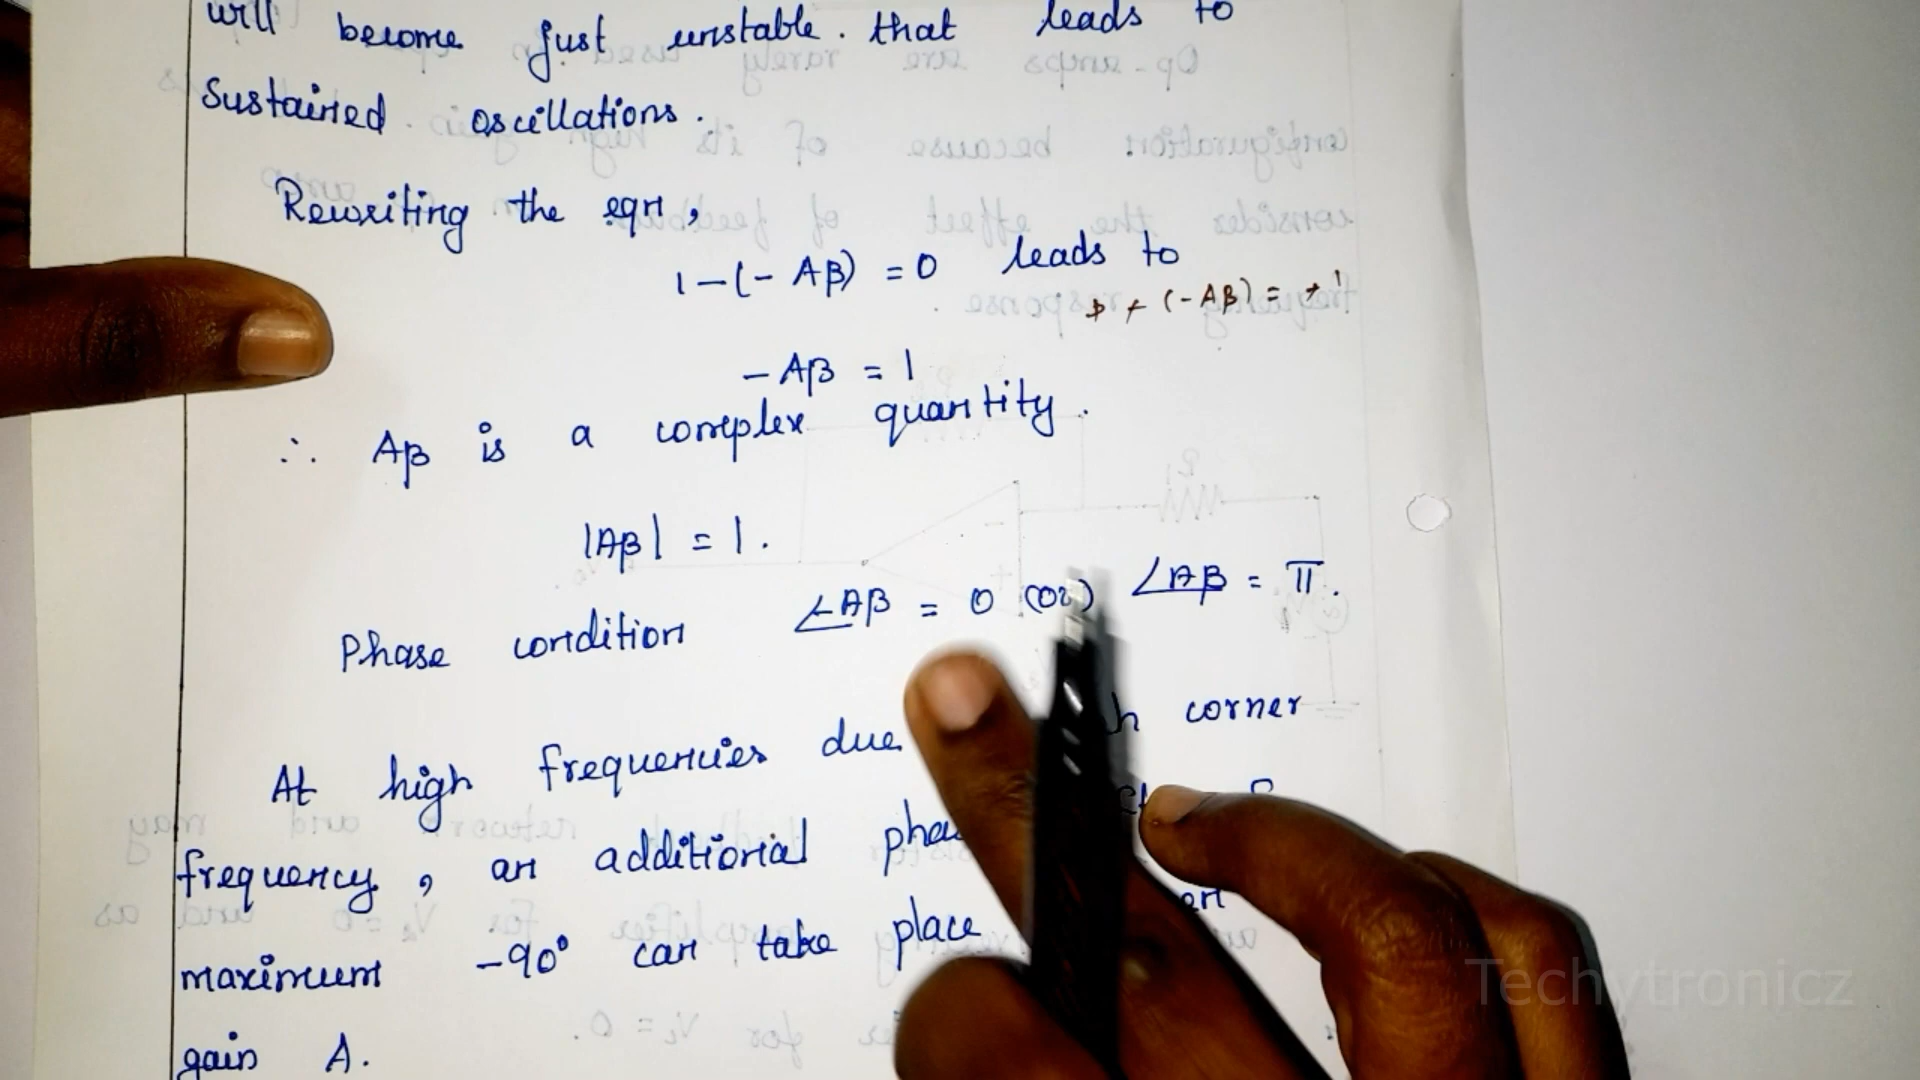 will become just unstable. that leads to
Sustained oscillations.
Rewriting the eqn,
1-(-Aβ) = 0 leads to
+ (-Aβ) = +1
-Aβ = 1
∴ Aβ is a complex quantity.
|Aβ| = 1.
Phase condition ∠-Aβ = 0 (or) ∠Aβ = π.
At high frequencies due corner
frequency, an additional
maximum -90° can take place
gain A.
Techytronicz